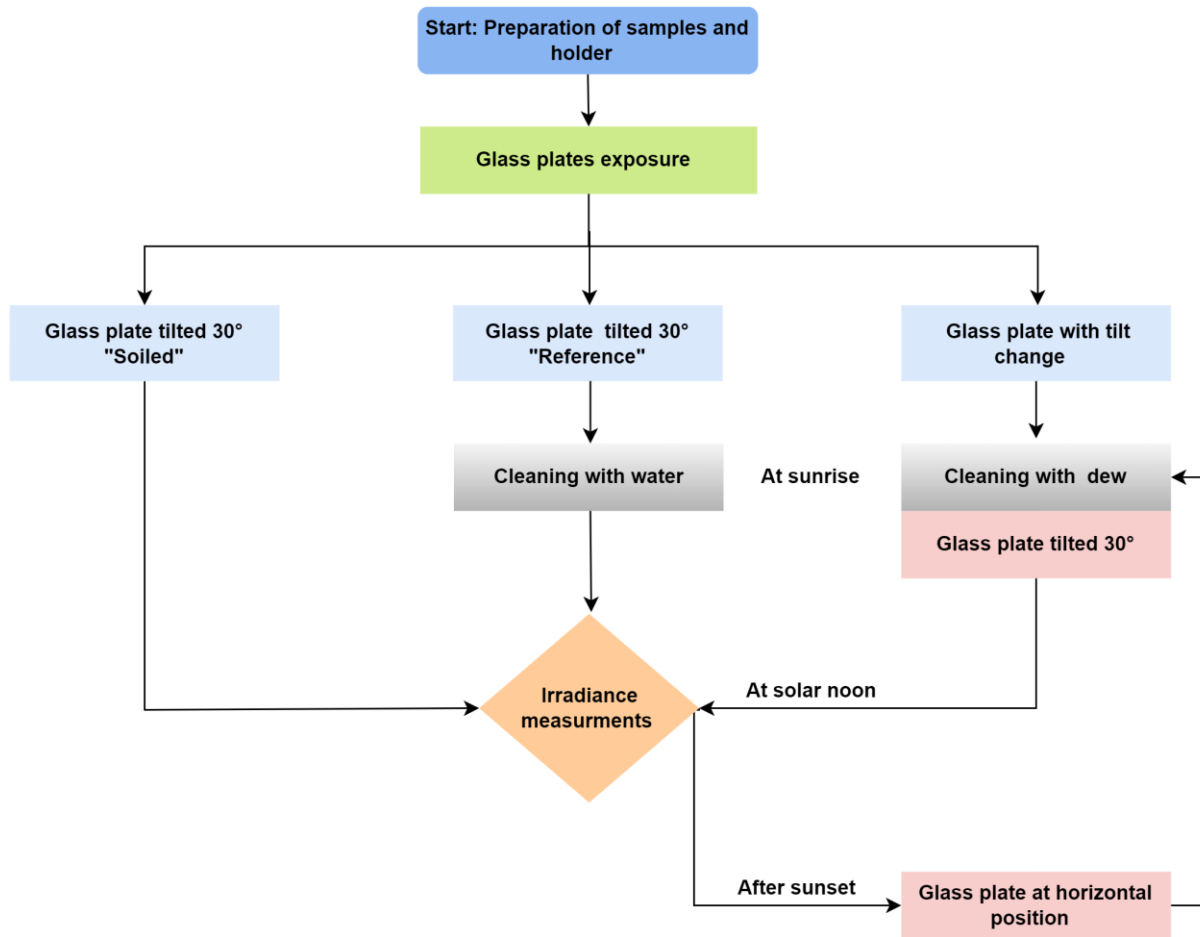 Start: Preparation of samples and
holder
Glass plates exposure
Glass plate tilted 30°
"Soiled"
Glass plate tilted 30°
"Reference"
Glass plate with tilt
change
Cleaning with water
At sunrise
Cleaning with dew
Glass plate tilted 30°
Irradiance
measurments
At solar noon
After sunset
Glass plate at horizontal
position